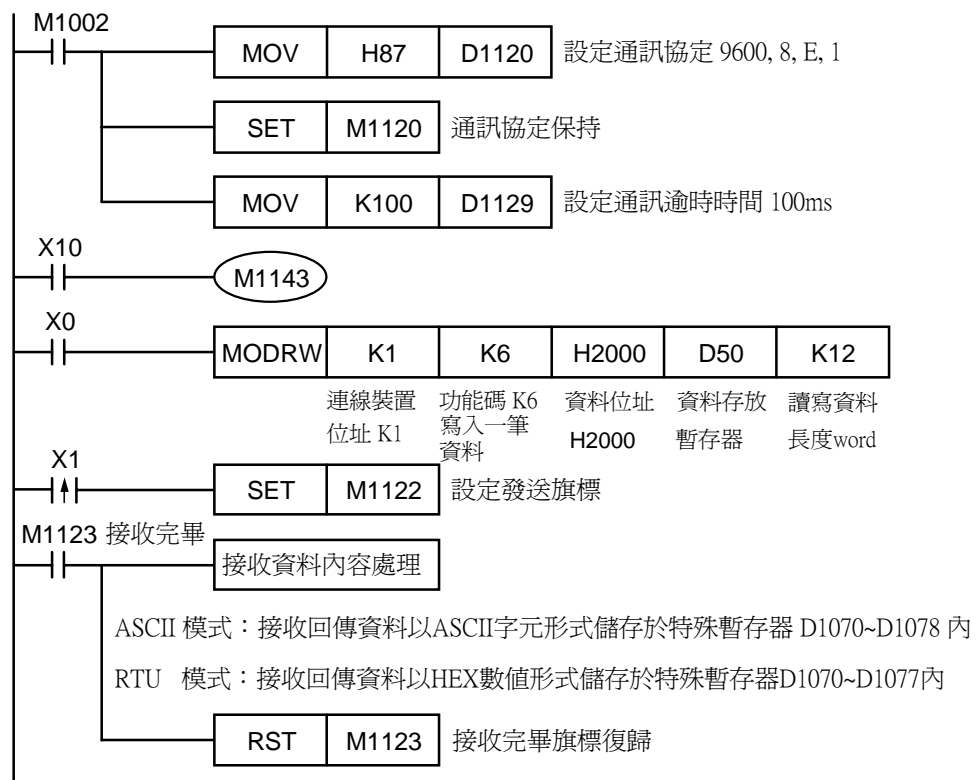 M1002
MOV H87 D1120 設定通訊協定 9600, 8, E, 1
SET M1120 通訊協定保持
MOV K100 D1129 設定通訊逾時時間 100ms
X10
M1143
X0
MODRW K1 K6 H2000 D50 K12
連線裝置 功能碼 K6 資料位址 資料存放 讀寫資料
位址 K1 寫入一筆 H2000 暫存器 長度word
資料
X1
SET M1122 設定發送旗標
M1123 接收完畢
接收資料內容處理
ASCII 模式：接收回傳資料以ASCII字元形式儲存於特殊暫存器 D1070~D1078 內
RTU 模式：接收回傳資料以HEX數值形式儲存於特殊暫存器D1070~D1077內
RST M1123 接收完畢旗標復歸